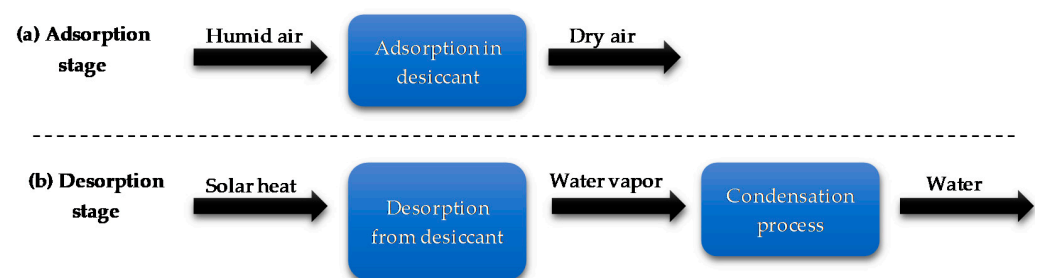 (a) Adsorption
stage
Humid air
Adsorption in
desiccant
Dry air
(b) Desorption
stage
Solar heat
Desorption
from desiccant
Water vapor
Condensation
process
Water